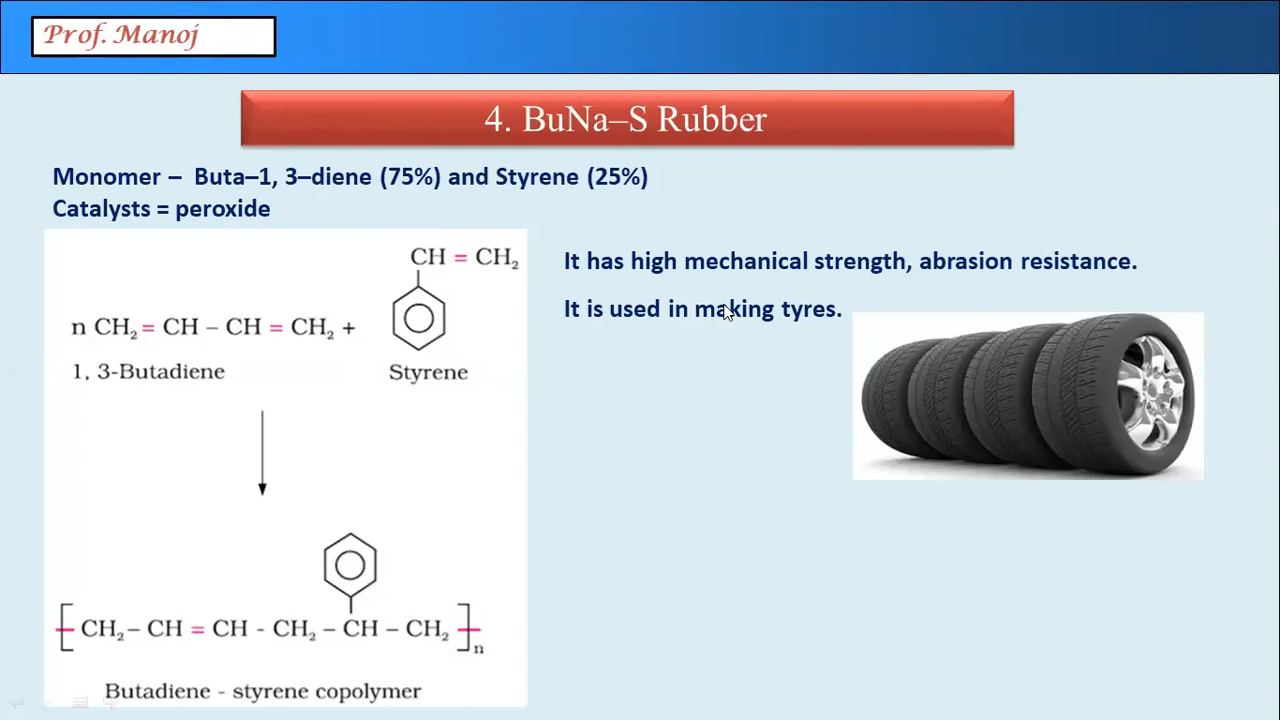 Prof. Manoj
4. BuNa–S Rubber
Monomer – Buta–1, 3–diene (75%) and Styrene (25%)
Catalysts = peroxide
CH = CH₂
n CH₂ = CH – CH = CH₂ +
1, 3-Butadiene
Styrene
It has high mechanical strength, abrasion resistance.
It is used in making tyres.
[ CH₂ – CH = CH - CH₂ – CH – CH₂ ]n
Butadiene - styrene copolymer